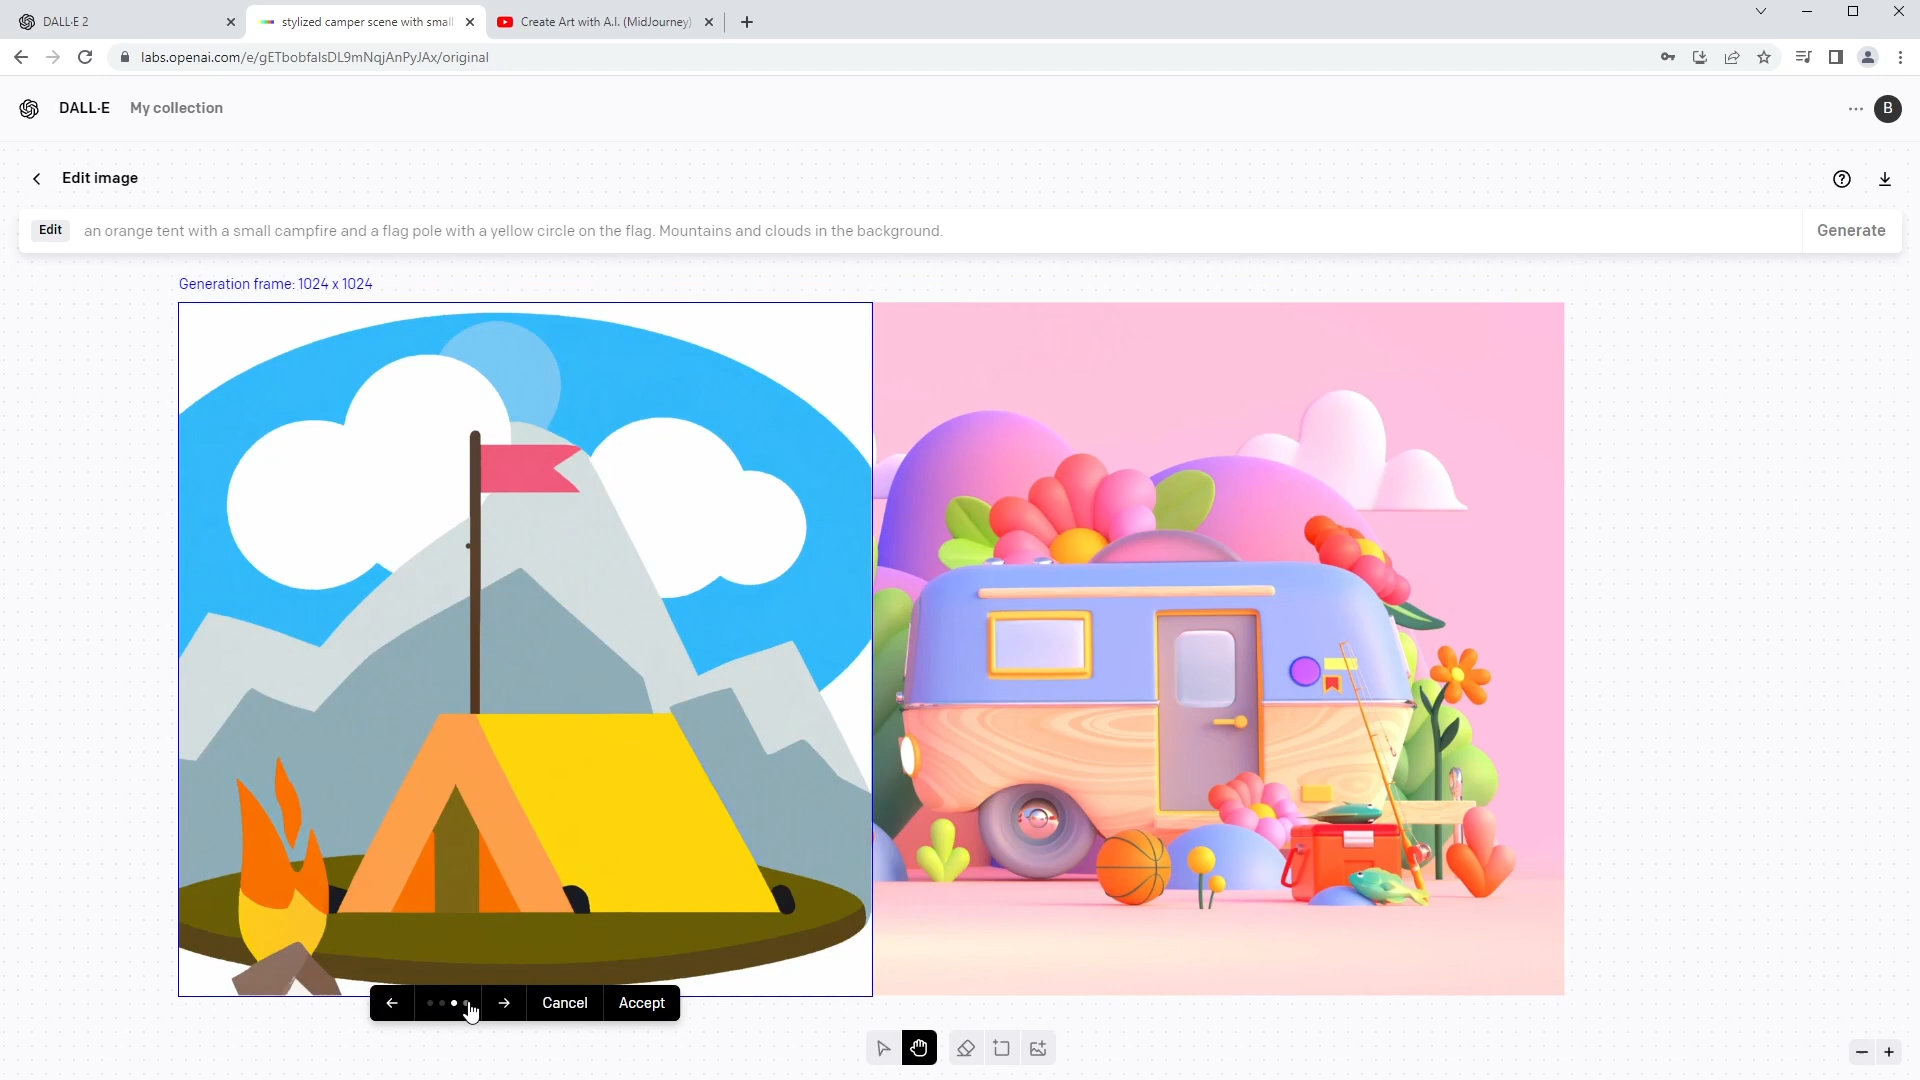 DALL·E 2
stylized camper scene with small
Create Art with A.I. (MidJourney)
labs.openai.com/e/gETbobfalsDL9mNqjAnPyJAx/original
DALL·E My collection
B
Edit image
Edit an orange tent with a small campfire and a flag pole with a yellow circle on the flag. Mountains and clouds in the background. Generate
Generation frame: 1024 x 1024
Cancel Accept